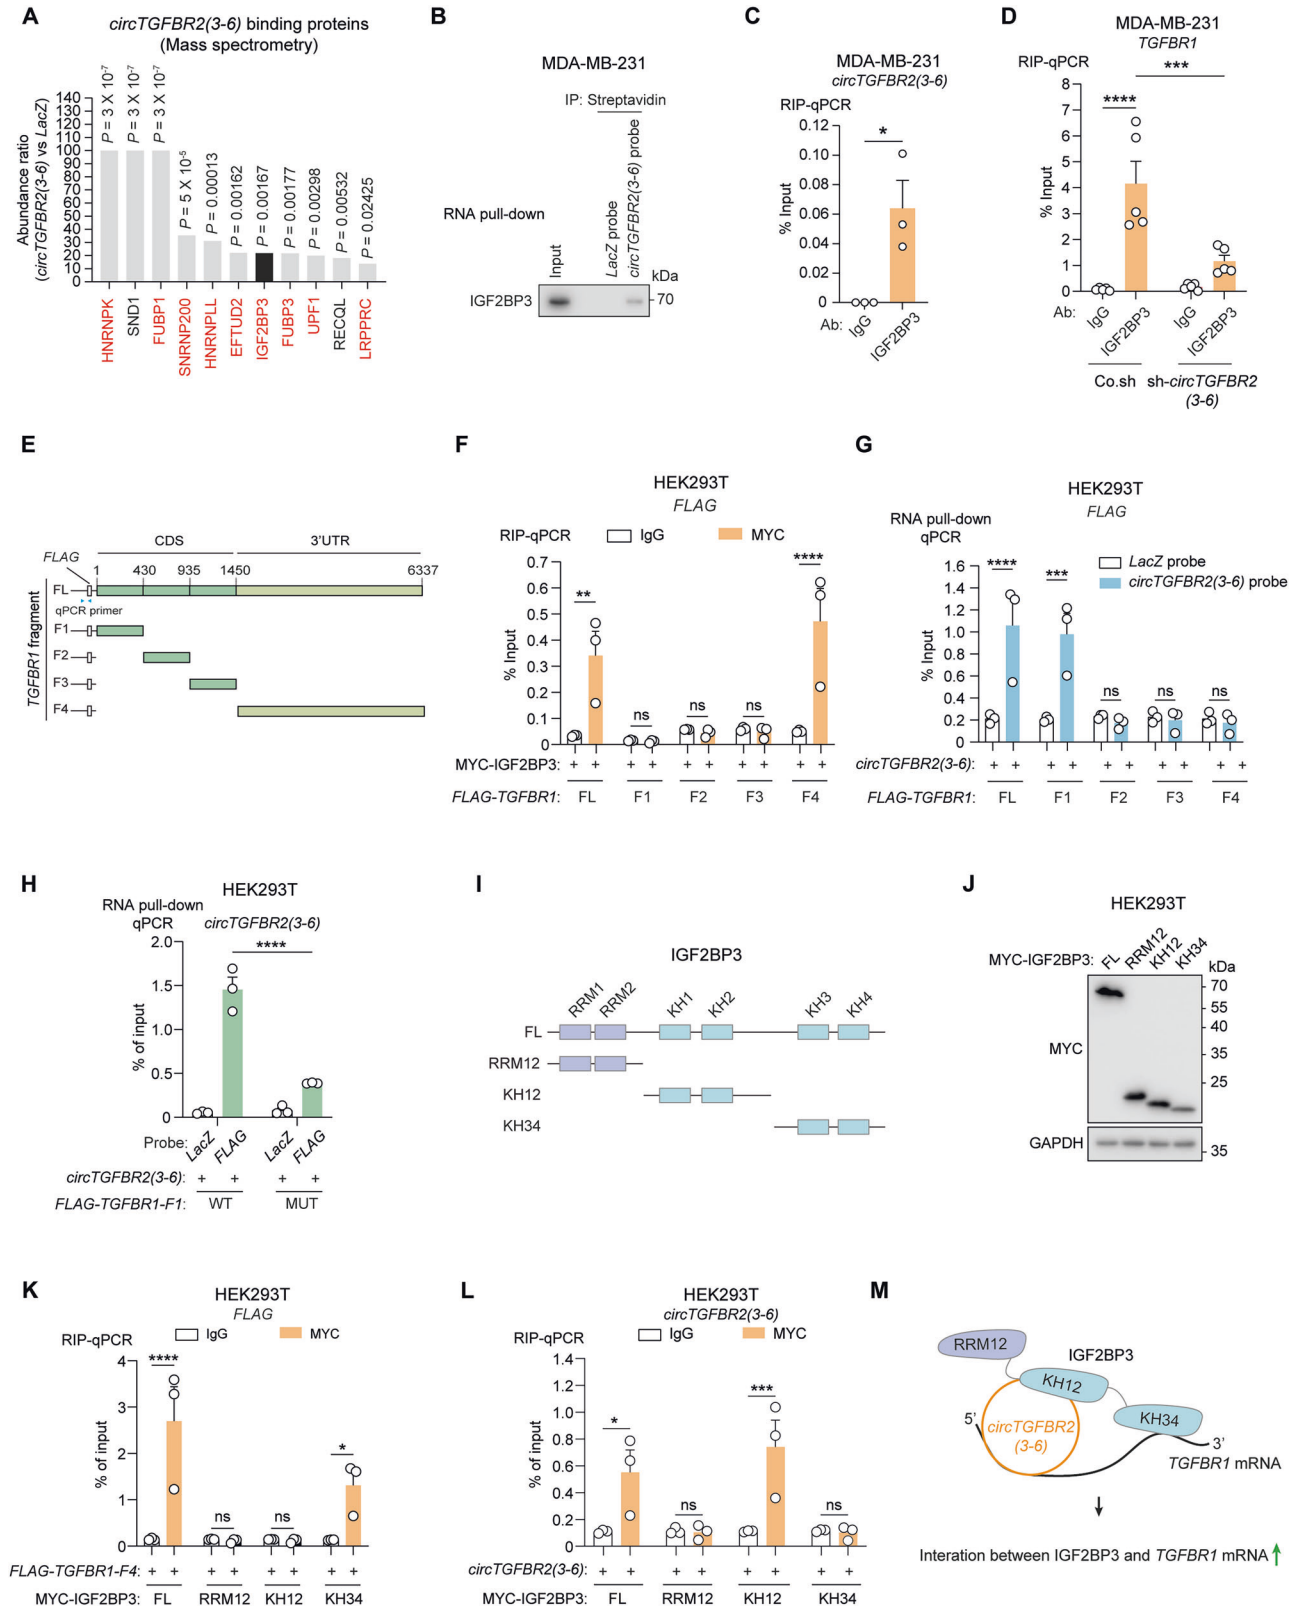 A
circTGFBR2(3-6) binding proteins
(Mass spectrometry)
Abundance ratio
(circTGFBR2(3-6) vs LacZ)
140
130
120
110
100
90
80
70
60
50
40
30
20
10
0
P = 3 X 10-7
P = 3 X 10-7
P = 3 X 10-7
P = 5 X 10-5
P = 0.00013
P = 0.00162
P = 0.00167
P = 0.00177
P = 0.00298
P = 0.00532
P = 0.02425
HNRNPK
SND1
FUBP1
SNRNP200
HNRNPLL
EFTUD2
IGF2BP3
FUBP3
UPF1
RECQL
LRPPRC
B
MDA-MB-231
IP: Streptavidin
RNA pull-down
Input
LacZ probe
circTGFBR2(3-6) probe
kDa
IGF2BP3
70
C
MDA-MB-231
circTGFBR2(3-6)
RIP-qPCR
% Input
0.12
0.10
0.08
0.06
0.04
0.02
0
*
Ab:
IgG
IGF2BP3
D
MDA-MB-231
TGFBR1
RIP-qPCR
% Input
8
7
6
5
4
3
2
1
0
****
***
Ab:
IgG
IGF2BP3
IgG
IGF2BP3
Co.sh
sh-circTGFBR2
(3-6)
E
CDS
3'UTR
FLAG
1
430
935
1450
6337
TGFBR1 fragment
FL
qPCR primer
F1
F2
F3
F4
F
HEK293T
FLAG
RIP-qPCR
IgG
MYC
% Input
0.7
0.6
0.5
0.4
0.3
0.2
0.1
0
**
ns
ns
ns
****
MYC-IGF2BP3: + + + + + + + + + +
FLAG-TGFBR1: FL F1 F2 F3 F4
G
HEK293T
FLAG
RNA pull-down
qPCR
LacZ probe
circTGFBR2(3-6) probe
% Input
1.6
1.4
1.2
1.0
0.8
0.6
0.4
0.2
0
****
***
ns
ns
ns
circTGFBR2(3-6): + + + + + + + + + +
FLAG-TGFBR1: FL F1 F2 F3 F4
H
HEK293T
RNA pull-down
qPCR
circTGFBR2(3-6)
% of input
2.0
1.5
1.0
0.5
0
****
Probe:
LacZ
FLAG
LacZ
FLAG
circTGFBR2(3-6): + + + +
FLAG-TGFBR1-F1: WT MUT
I
IGF2BP3
RRM1
RRM2
KH1
KH2
KH3
KH4
FL
RRM12
KH12
KH34
J
HEK293T
MYC-IGF2BP3:
FL
RRM12
KH12
KH34
kDa
70
55
40
35
25
MYC
GAPDH
35
K
HEK293T
FLAG
RIP-qPCR
IgG
MYC
% of input
4
3
2
1
0
****
ns
ns
*
FLAG-TGFBR1-F4: + + + + + + + +
MYC-IGF2BP3: FL RRM12 KH12 KH34
L
HEK293T
circTGFBR2(3-6)
RIP-qPCR
IgG
MYC
% of input
1.4
1.2
1.0
0.8
0.6
0.4
0.2
0
*
ns
***
ns
circTGFBR2(3-6): + + + + + + + +
MYC-IGF2BP3: FL RRM12 KH12 KH34
M
RRM12
IGF2BP3
KH12
KH34
5'
circTGFBR2
(3-6)
3'
TGFBR1 mRNA
Interation between IGF2BP3 and TGFBR1 mRNA